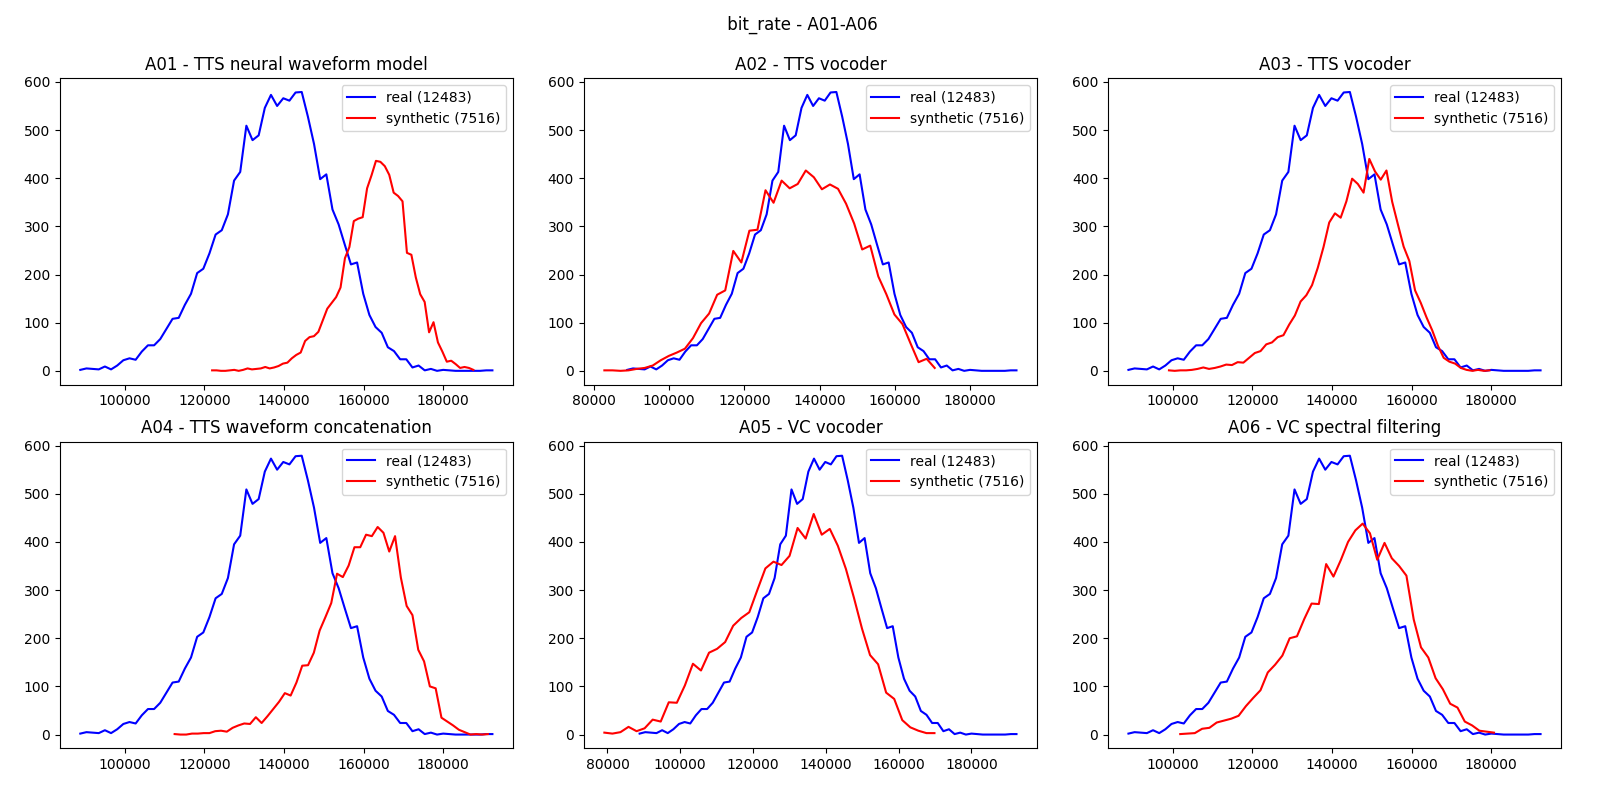 bit_rate - A01-A06
A01 - TTS neural waveform model
600
500
400
300
200
100
0
real (12483)
synthetic (7516)
100000 120000 140000 160000 180000
A02 - TTS vocoder
600
500
400
300
200
100
0
real (12483)
synthetic (7516)
80000 100000 120000 140000 160000 180000
A03 - TTS vocoder
600
500
400
300
200
100
0
real (12483)
synthetic (7516)
100000 120000 140000 160000 180000
A04 - TTS waveform concatenation
600
500
400
300
200
100
0
real (12483)
synthetic (7516)
100000 120000 140000 160000 180000
A05 - VC vocoder
600
500
400
300
200
100
0
real (12483)
synthetic (7516)
80000 100000 120000 140000 160000 180000
A06 - VC spectral filtering
600
500
400
300
200
100
0
real (12483)
synthetic (7516)
100000 120000 140000 160000 180000